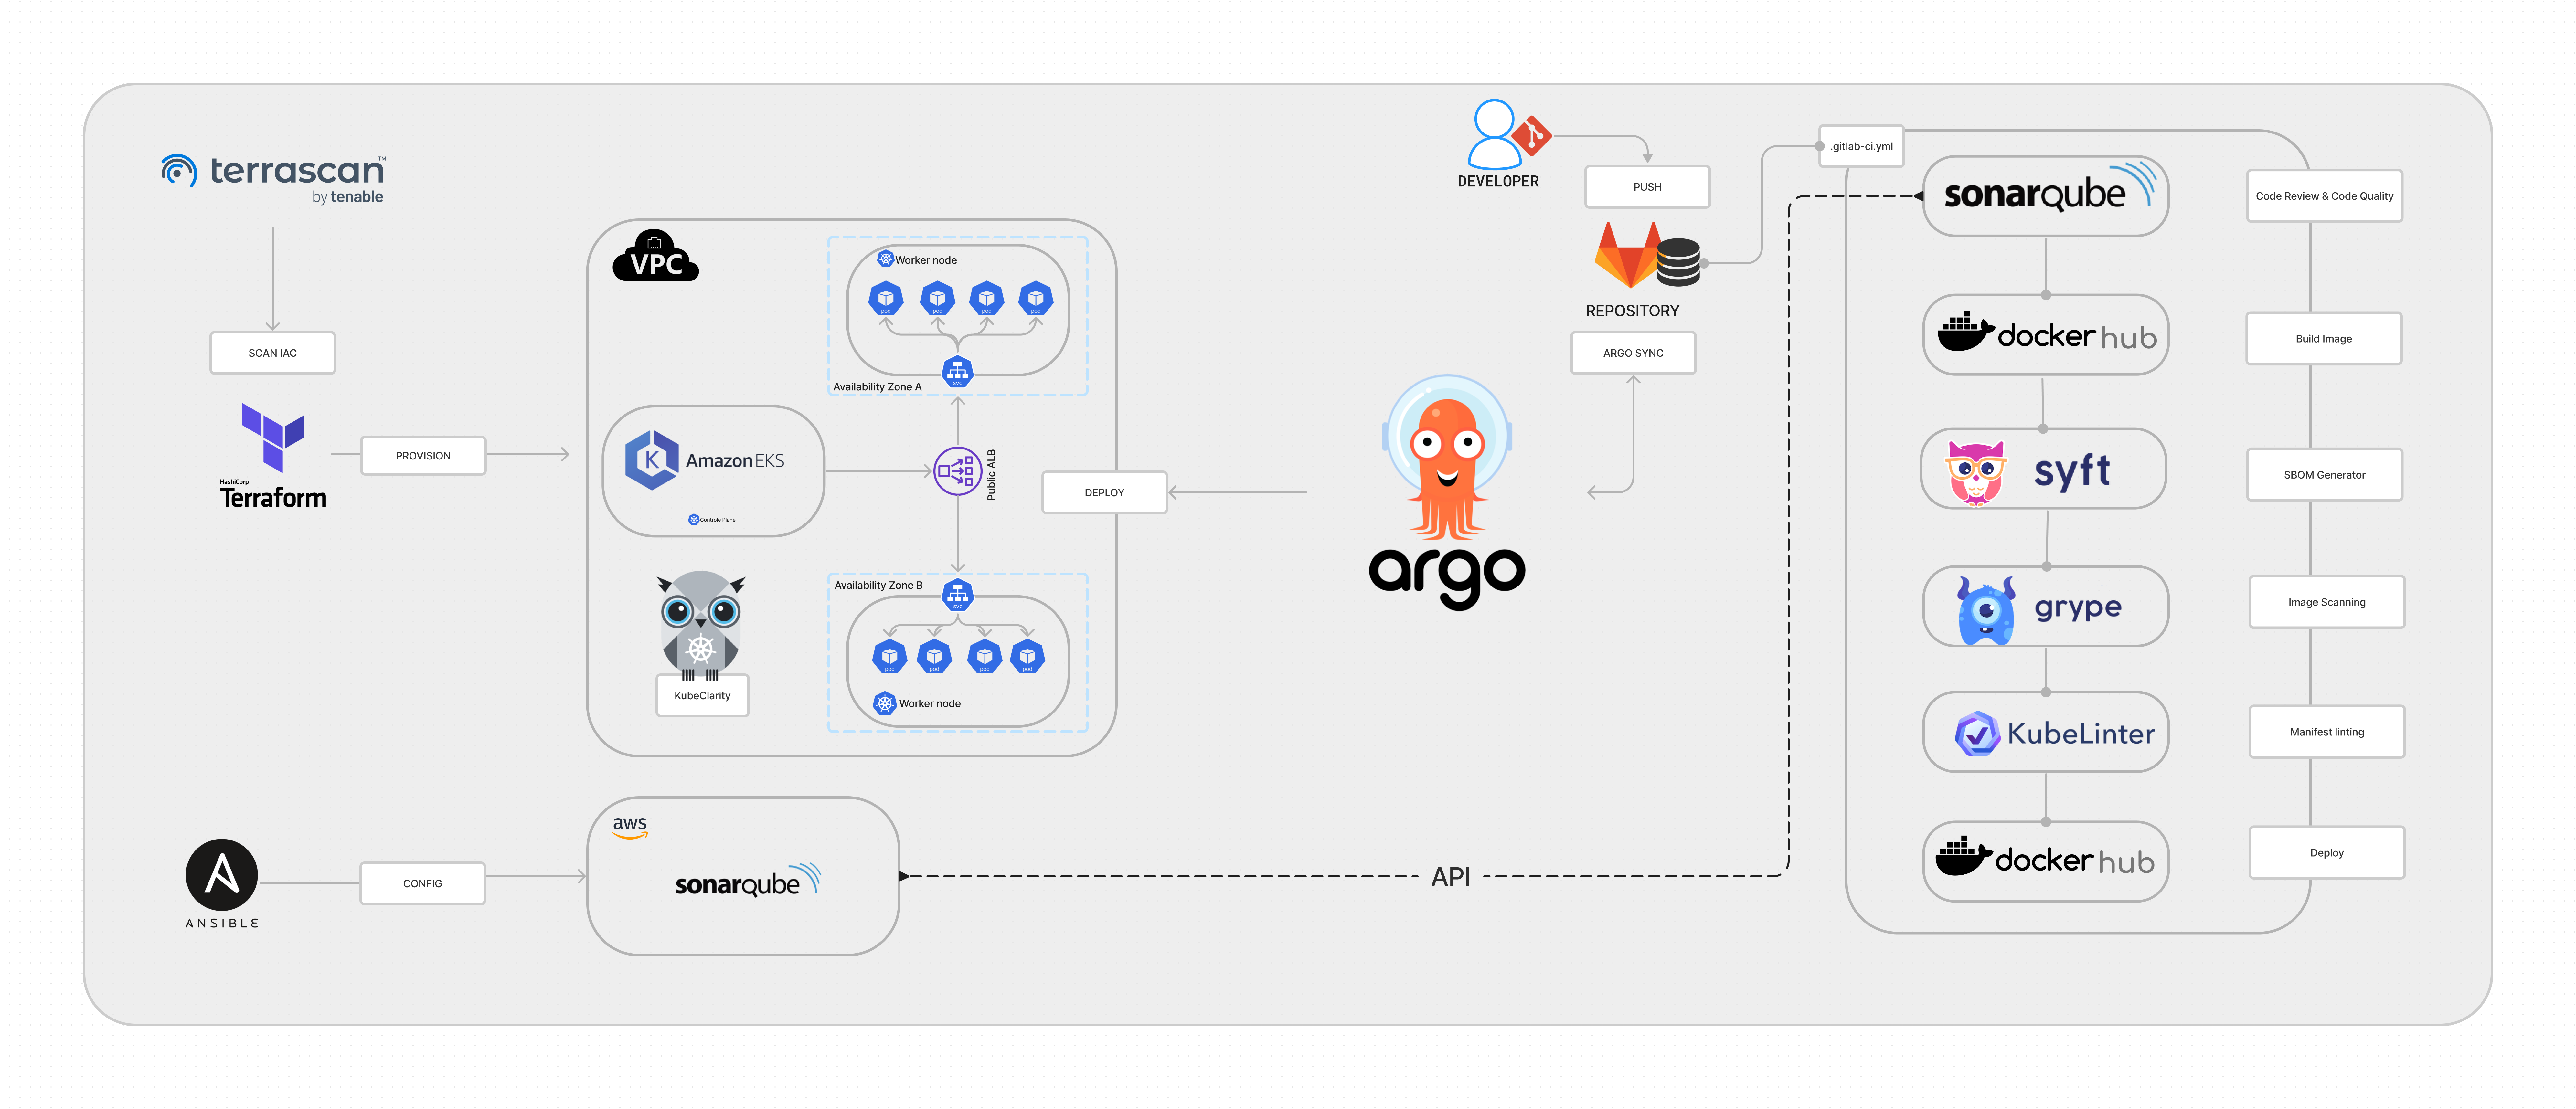 terrascan™
by tenable
SCAN IAC
HashiCorp
Terraform
PROVISION
VPC
Worker node
pod
pod
pod
pod
svc
Availability Zone A
K
Amazon EKS
Controle Plane
Public ALB
KubeClarity
Availability Zone B
svc
pod
pod
pod
pod
Worker node
DEPLOY
argo
DEVELOPER
PUSH
REPOSITORY
ARGO SYNC
ANSIBLE
CONFIG
aws
sonarqube
API
.gitlab-ci.yml
sonarqube
Code Review & Code Quality
docker hub
Build Image
syft
SBOM Generator
grype
Image Scanning
KubeLinter
Manifest linting
docker hub
Deploy